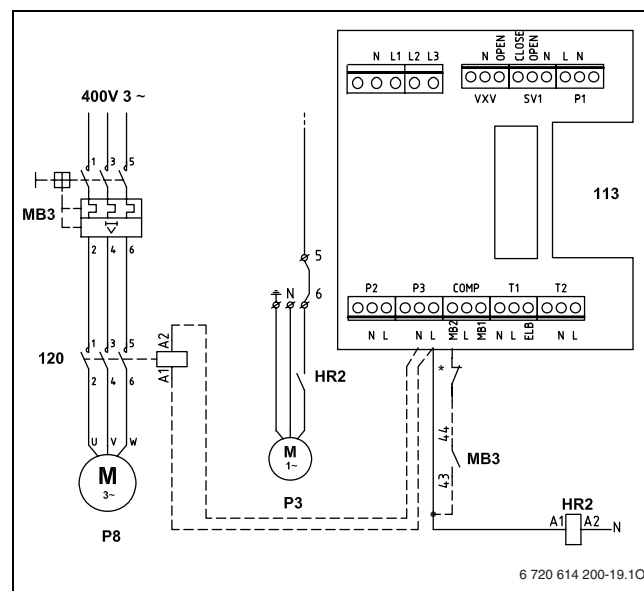 400V 3 ~
1 3 5
MB3
2 4 6
120
1 3 5
2 4 6
A2
A1
U V W
M
3~
P8
5
N 6
HR2
M
1~
P3
N L1 L2 L3
N OPEN CLOSE OPEN N L N
VXV SV1 P1
113
P2 P3 COMP T1 T2
N L N L MB2 L MB1 N L ELB N L
*
44
MB3
43
HR2
A1 A2 N
6 720 614 200-19.1O